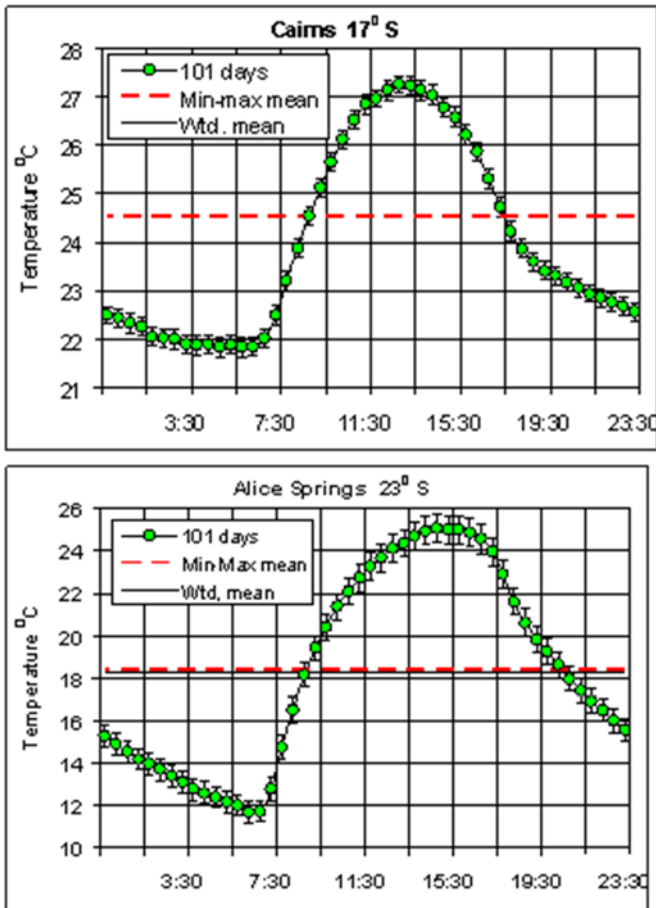 Cairns 17⁰ S
28
27
26
25
24
23
22
21
Temperature ⁰C
101 days
Min-max mean
Wtd. mean
3:30 7:30 11:30 15:30 19:30 23:30
Alice Springs 23⁰ S
26
24
22
20
18
16
14
12
10
Temperature ⁰C
101 days
Min-Max mean
Wtd, mean
3:30 7:30 11:30 15:30 19:30 23:30